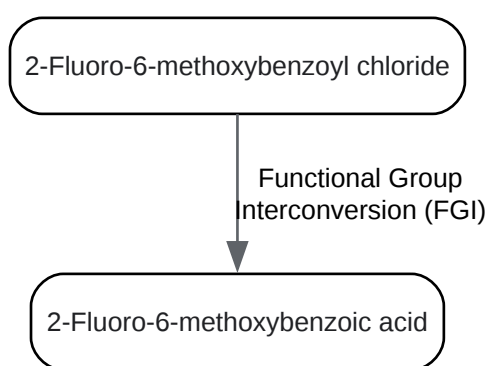 2-Fluoro-6-methoxybenzoyl chloride
Functional Group
Interconversion (FGI)
2-Fluoro-6-methoxybenzoic acid